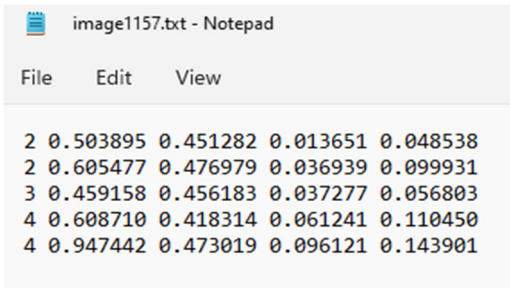 image1157.txt - Notepad
File Edit View
2 0.503895 0.451282 0.013651 0.048538
2 0.605477 0.476979 0.036939 0.099931
3 0.459158 0.456183 0.037277 0.056803
4 0.608710 0.418314 0.061241 0.110450
4 0.947442 0.473019 0.096121 0.143901